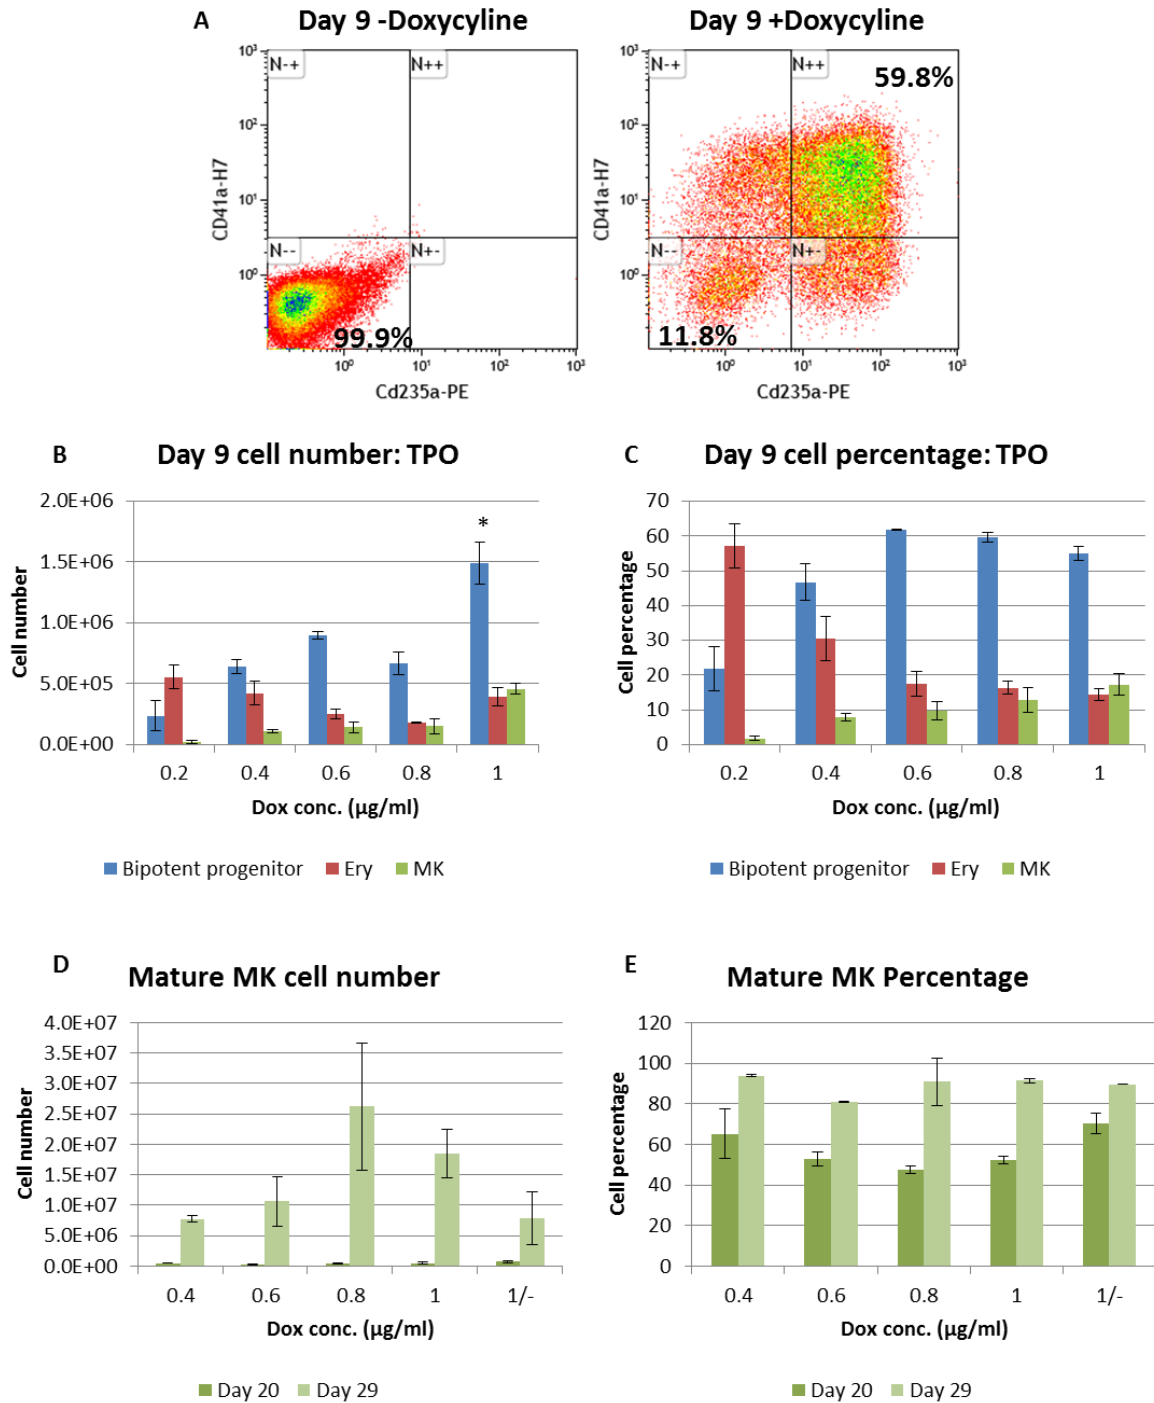 A
Day 9 -Doxycyline
Day 9 +Doxycyline
10³
10²
10¹
10⁰
CD41a-H7
N-+
N++
N--
N+-
99.9%
10⁰
10¹
10²
10³
Cd235a-PE
10³
10²
10¹
10⁰
CD41a-H7
N-+
N++
59.8%
N--
N+-
11.8%
10⁰
10¹
10²
10³
Cd235a-PE
B
Day 9 cell number: TPO
2.0E+06
1.5E+06
1.0E+06
5.0E+05
0.0E+00
Cell number
*
0.2 0.4 0.6 0.8 1
Dox conc. (µg/ml)
Bipotent progenitor Ery MK
C
Day 9 cell percentage: TPO
70
60
50
40
30
20
10
0
Cell percentage
0.2 0.4 0.6 0.8 1
Dox conc. (µg/ml)
Bipotent progenitor Ery MK
D
Mature MK cell number
4.0E+07
3.5E+07
3.0E+07
2.5E+07
2.0E+07
1.5E+07
1.0E+07
5.0E+06
0.0E+00
Cell number
0.4 0.6 0.8 1 1/-
Dox conc. (µg/ml)
Day 20 Day 29
E
Mature MK Percentage
120
100
80
60
40
20
0
Cell percentage
0.4 0.6 0.8 1 1/-
Dox conc. (µg/ml)
Day 20 Day 29